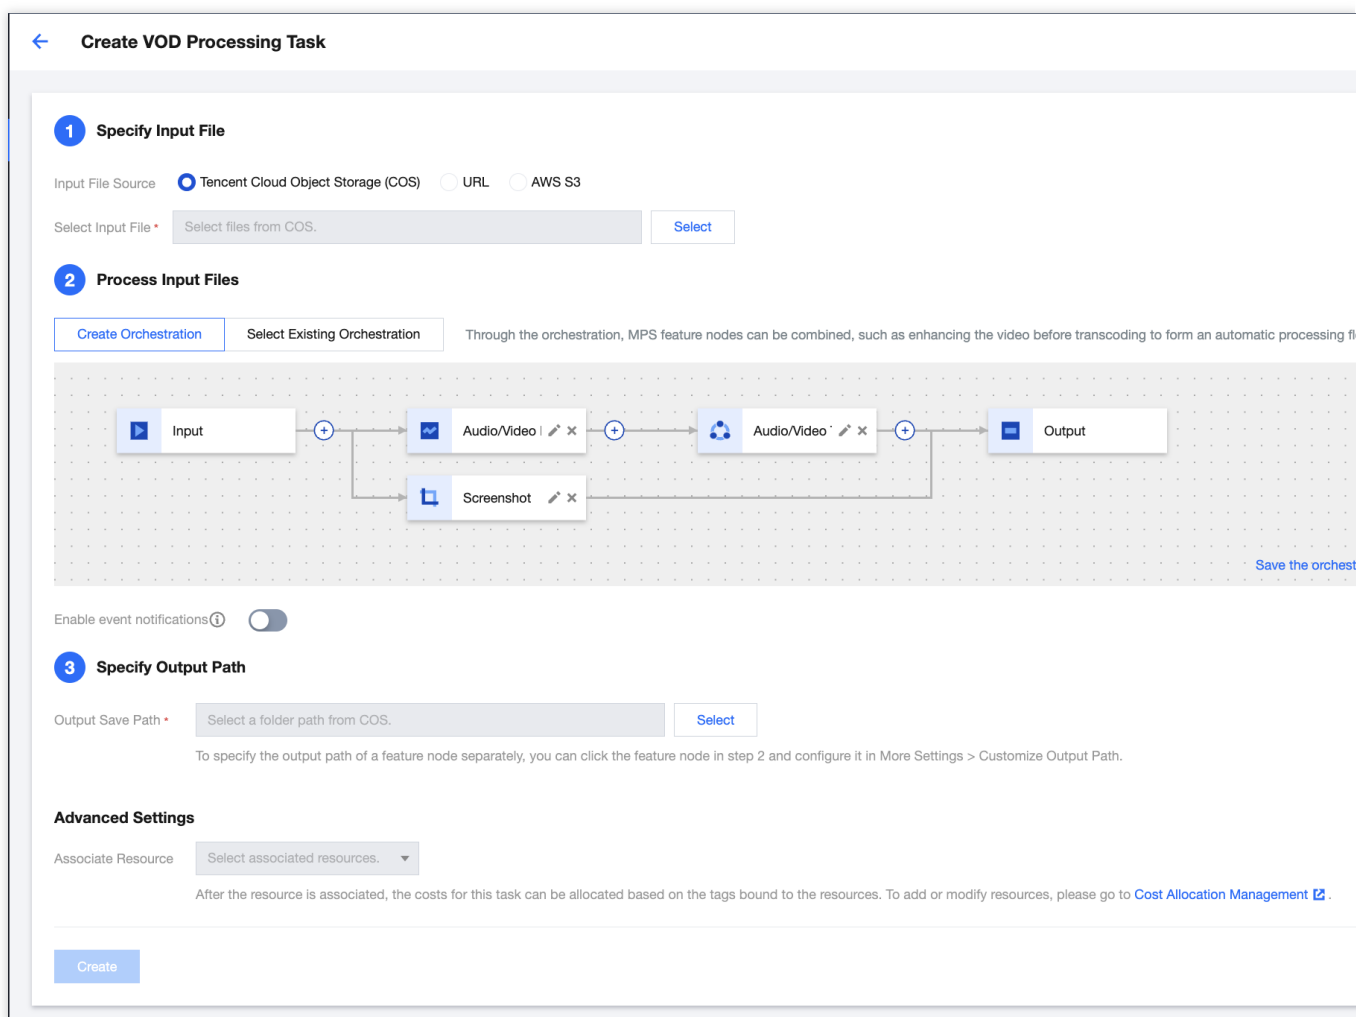 Create VOD Processing Task
1 Specify Input File
Input File Source Tencent Cloud Object Storage (COS) URL AWS S3
Select Input File * Select files from COS. Select
2 Process Input Files
Create Orchestration Select Existing Orchestration Through the orchestration, MPS feature nodes can be combined, such as enhancing the video before transcoding to form an automatic processing
Input Audio/Video Audio/Video Output
Screenshot
Save the
Enable event notifications
3 Specify Output Path
Output Save Path * Select a folder path from COS. Select
To specify the output path of a feature node separately, you can click the feature node in step 2 and configure it in More Settings > Customize Output Path.
Advanced Settings
Associate Resource Select associated resources.
After the resource is associated, the costs for this task can be allocated based on the tags bound to the resources. To add or modify resources, please go to Cost Allocation Management .
Create